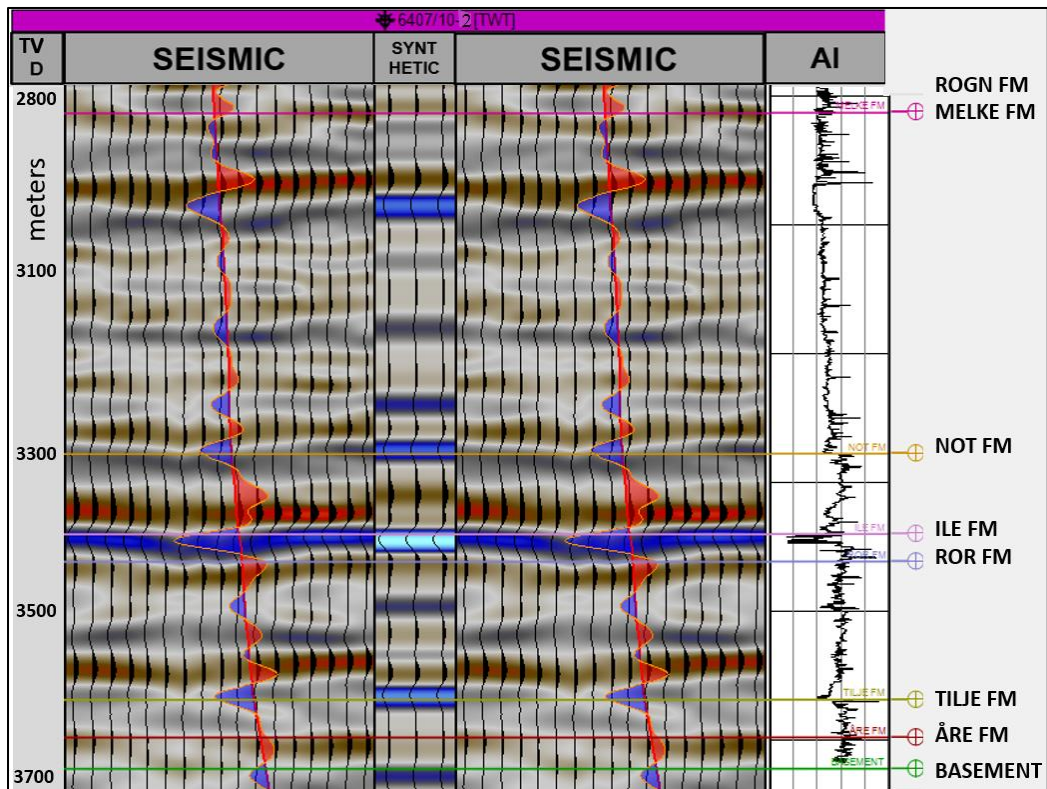 6407/10-2 [TWT]
TV
D
SEISMIC
SYNT
HETIC
SEISMIC
AI
ROGN FM
2800
MELKE FM
MELKE FM
meters
3100
NOT FM
NOT FM
3300
ILE FM
ILE FM
ROR FM
ROR FM
3500
TILJE FM
TILJE FM
ÅRE FM
ÅRE FM
BASEMENT
BASEMENT
3700